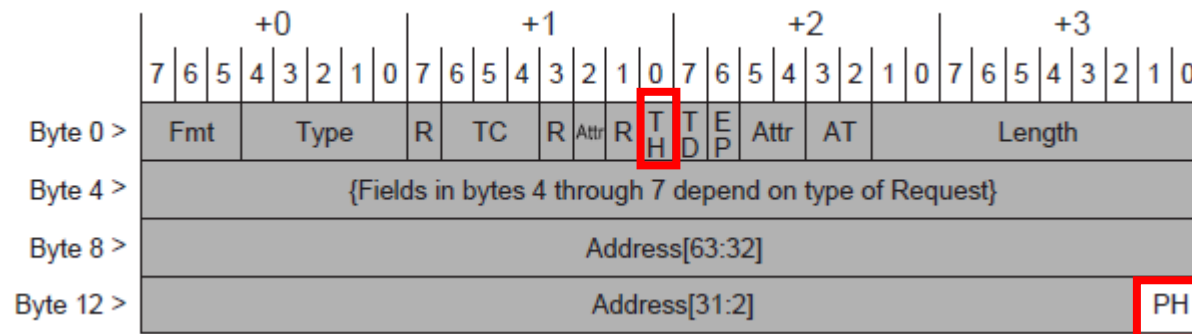 +0 +1 +2 +3
7 6 5 4 3 2 1 0 7 6 5 4 3 2 1 0 7 6 5 4 3 2 1 0 7 6 5 4 3 2 1 0
Byte 0 > Fmt Type R TC R Attr R TH TD EP Attr AT Length
Byte 4 > {Fields in bytes 4 through 7 depend on type of Request}
Byte 8 > Address[63:32]
Byte 12 > Address[31:2] PH